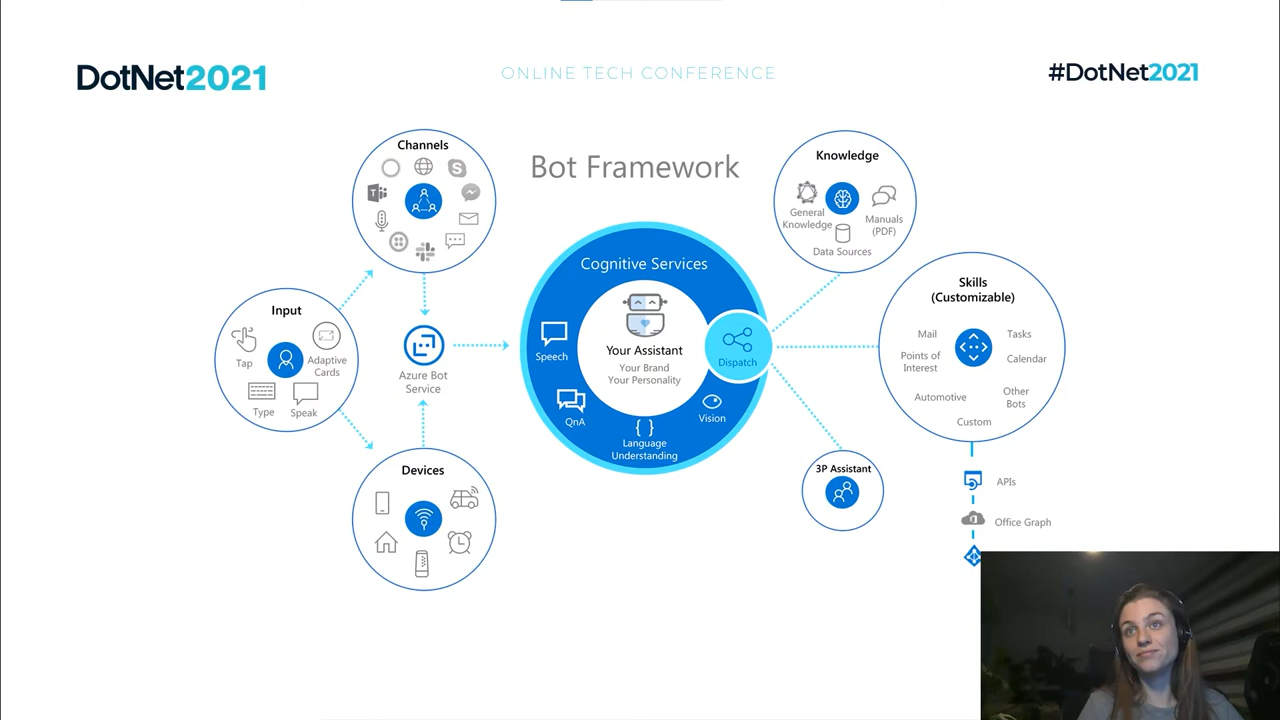 DotNet2021
ONLINE TECH CONFERENCE
#DotNet2021
Bot Framework
Channels
Input
Tap
Adaptive
Cards
Type
Speak
Azure Bot
Service
Devices
Cognitive Services
Speech
QnA
Language
Understanding
Vision
Your Assistant
Your Brand
Your Personality
Dispatch
Knowledge
General
Knowledge
Manuals
(PDF)
Data Sources
Skills
(Customizable)
Mail
Tasks
Points of
Interest
Calendar
Automotive
Other
Bots
Custom
3P Assistant
APIs
Office Graph